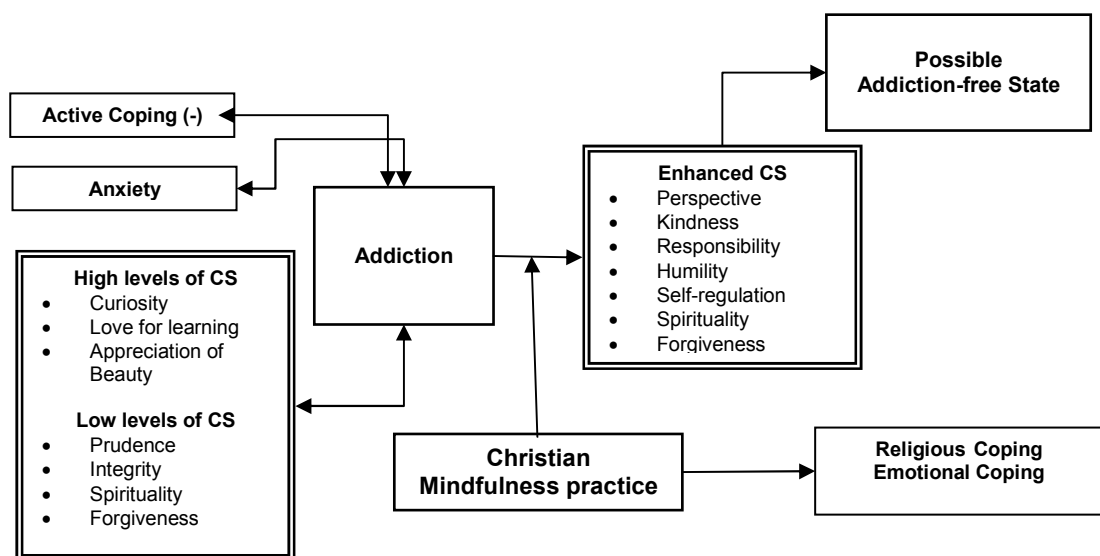 Possible
Addiction-free State
Active Coping (-)
Anxiety
Addiction
Enhanced CS
• Perspective
• Kindness
• Responsibility
• Humility
• Self-regulation
• Spirituality
• Forgiveness
High levels of CS
• Curiosity
• Love for learning
• Appreciation of
Beauty
Low levels of CS
• Prudence
• Integrity
• Spirituality
• Forgiveness
Christian
Mindfulness practice
Religious Coping
Emotional Coping